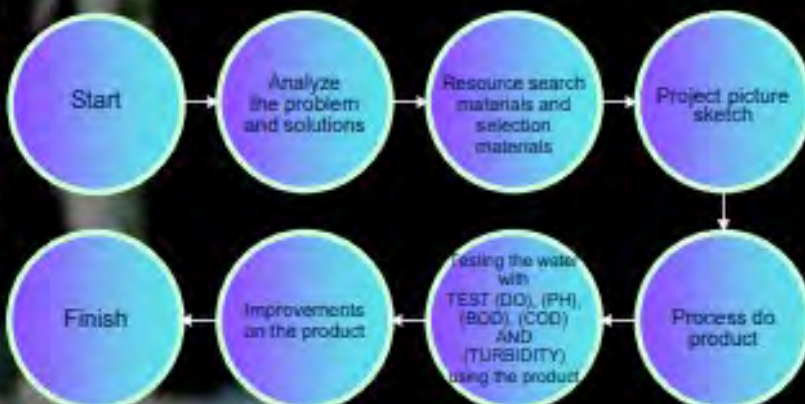 Start
Analyze
the problem
and solutions
Resource search
materials and
selection
materials
Project picture
sketch
Process do
product
Testing the water
with
TEST (DO), (PH),
(BOD), (COD)
AND
(TURBIDITY)
using the product
Improvements
on the product
Finish